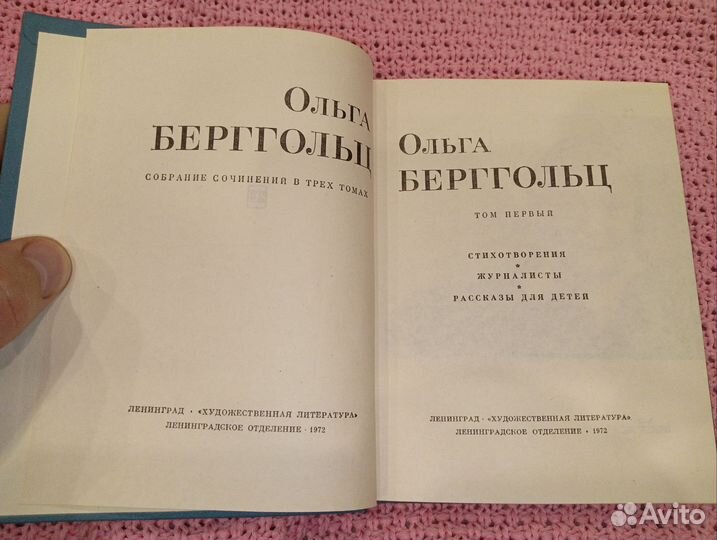 Ольга
БЕРГГОЛЬЦ
СОБРАНИЕ СОЧИНЕНИЙ В ТРЕХ ТОМАХ
ЛЕНИНГРАД · «ХУДОЖЕСТВЕННАЯ ЛИТЕРАТУРА»
ЛЕНИНГРАДСКОЕ ОТДЕЛЕНИЕ · 1972
Ольга
БЕРГГОЛЬЦ
ТОМ ПЕРВЫЙ
СТИХОТВОРЕНИЯ
*
ЖУРНАЛИСТЫ
*
РАССКАЗЫ ДЛЯ ДЕТЕЙ
ЛЕНИНГРАД · «ХУДОЖЕСТВЕННАЯ ЛИТЕРАТУРА»
ЛЕНИНГРАДСКОЕ ОТДЕЛЕНИЕ · 1972
Avito